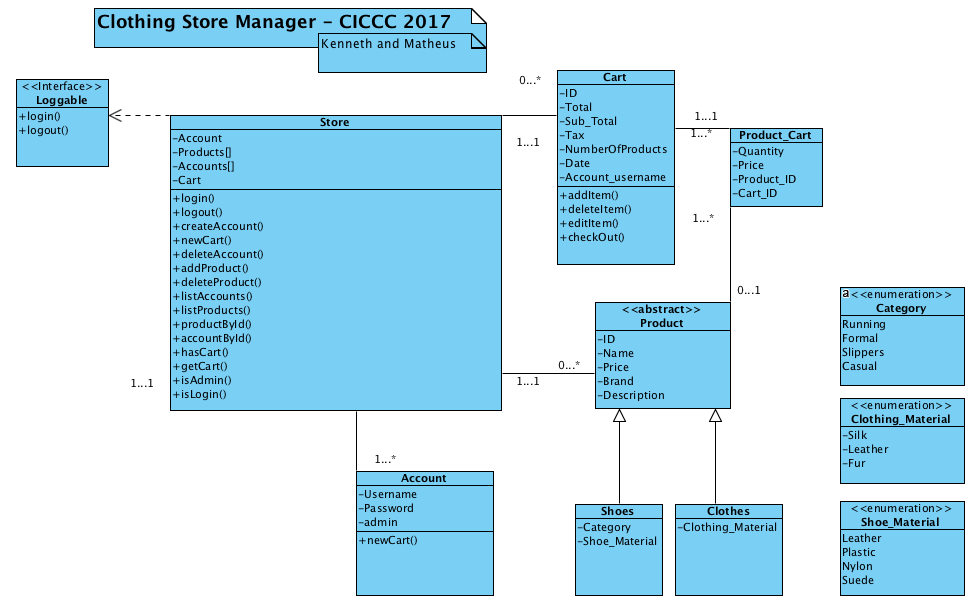 Clothing Store Manager - CICCC 2017
Kenneth and Matheus
<<Interface>>
Loggable
+login()
+logout()
Store
-Account
-Products[]
-Accounts[]
-Cart
+login()
+logout()
+createAccount()
+newCart()
+deleteAccount()
+addProduct()
+deleteProduct()
+listAccounts()
+listProducts()
+productById()
+accountById()
+hasCart()
+getCart()
+isAdmin()
+isLogin()
0...*
1...1
Cart
-ID
-Total
-Sub_Total
-Tax
-NumberOfProducts
-Date
-Account_username
+addItem()
+deleteItem()
+editItem()
+checkOut()
1...1
1...*
Product_Cart
-Quantity
-Price
-Product_ID
-Cart_ID
1...*
0...1
<<abstract>>
Product
-ID
-Name
-Price
-Brand
-Description
0...*
1...1
1...1
1...*
Account
-Username
-Password
-admin
+newCart()
Shoes
-Category
-Shoe_Material
Clothes
-Clothing_Material
a
<<enumeration>>
Category
Running
Formal
Slippers
Casual
<<enumeration>>
Clothing_Material
-Silk
-Leather
-Fur
<<enumeration>>
Shoe_Material
Leather
Plastic
Nylon
Suede